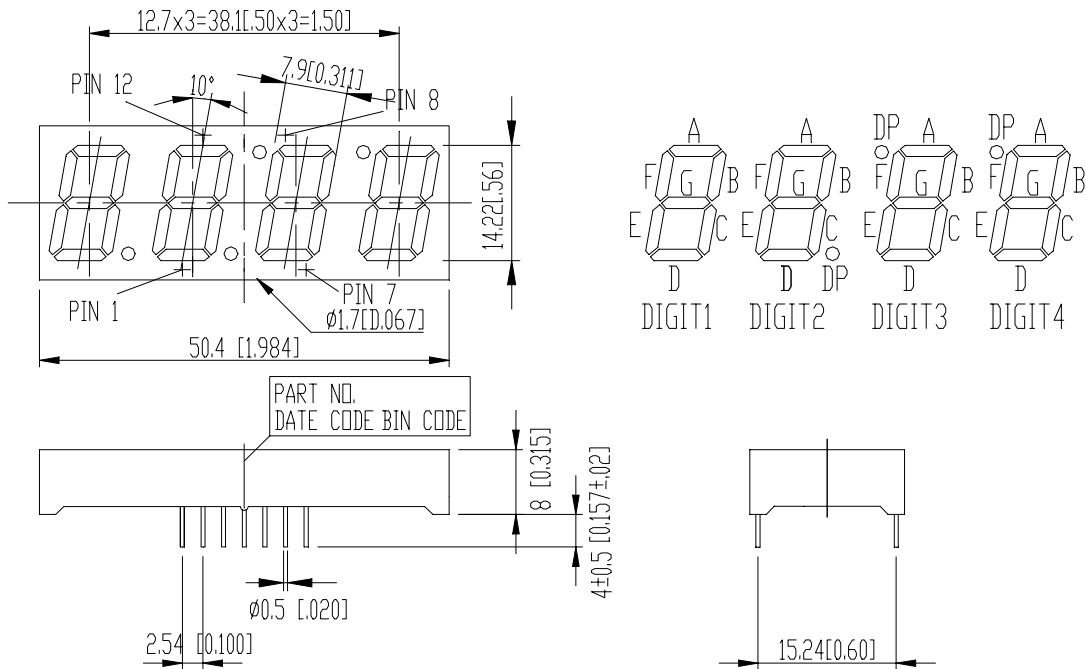 12.7x3=38.1[.50x3=1.50]
7.9[0.311]
PIN 12
10°
PIN 8
14.22[.56]
PIN 1
PIN 7
ø1.7[D.067]
50.4 [1.984]
DP DP
A A A A
F G B F G B F G B F G B
E C E C E C E C
D D DP D D
DIGIT1 DIGIT2 DIGIT3 DIGIT4
PART NO.
DATE CODE BIN CODE
8 [0.315]
4±0.5 [0.157±.02]
ø0.5 [.020]
2.54 [0.100]
15.24[0.60]